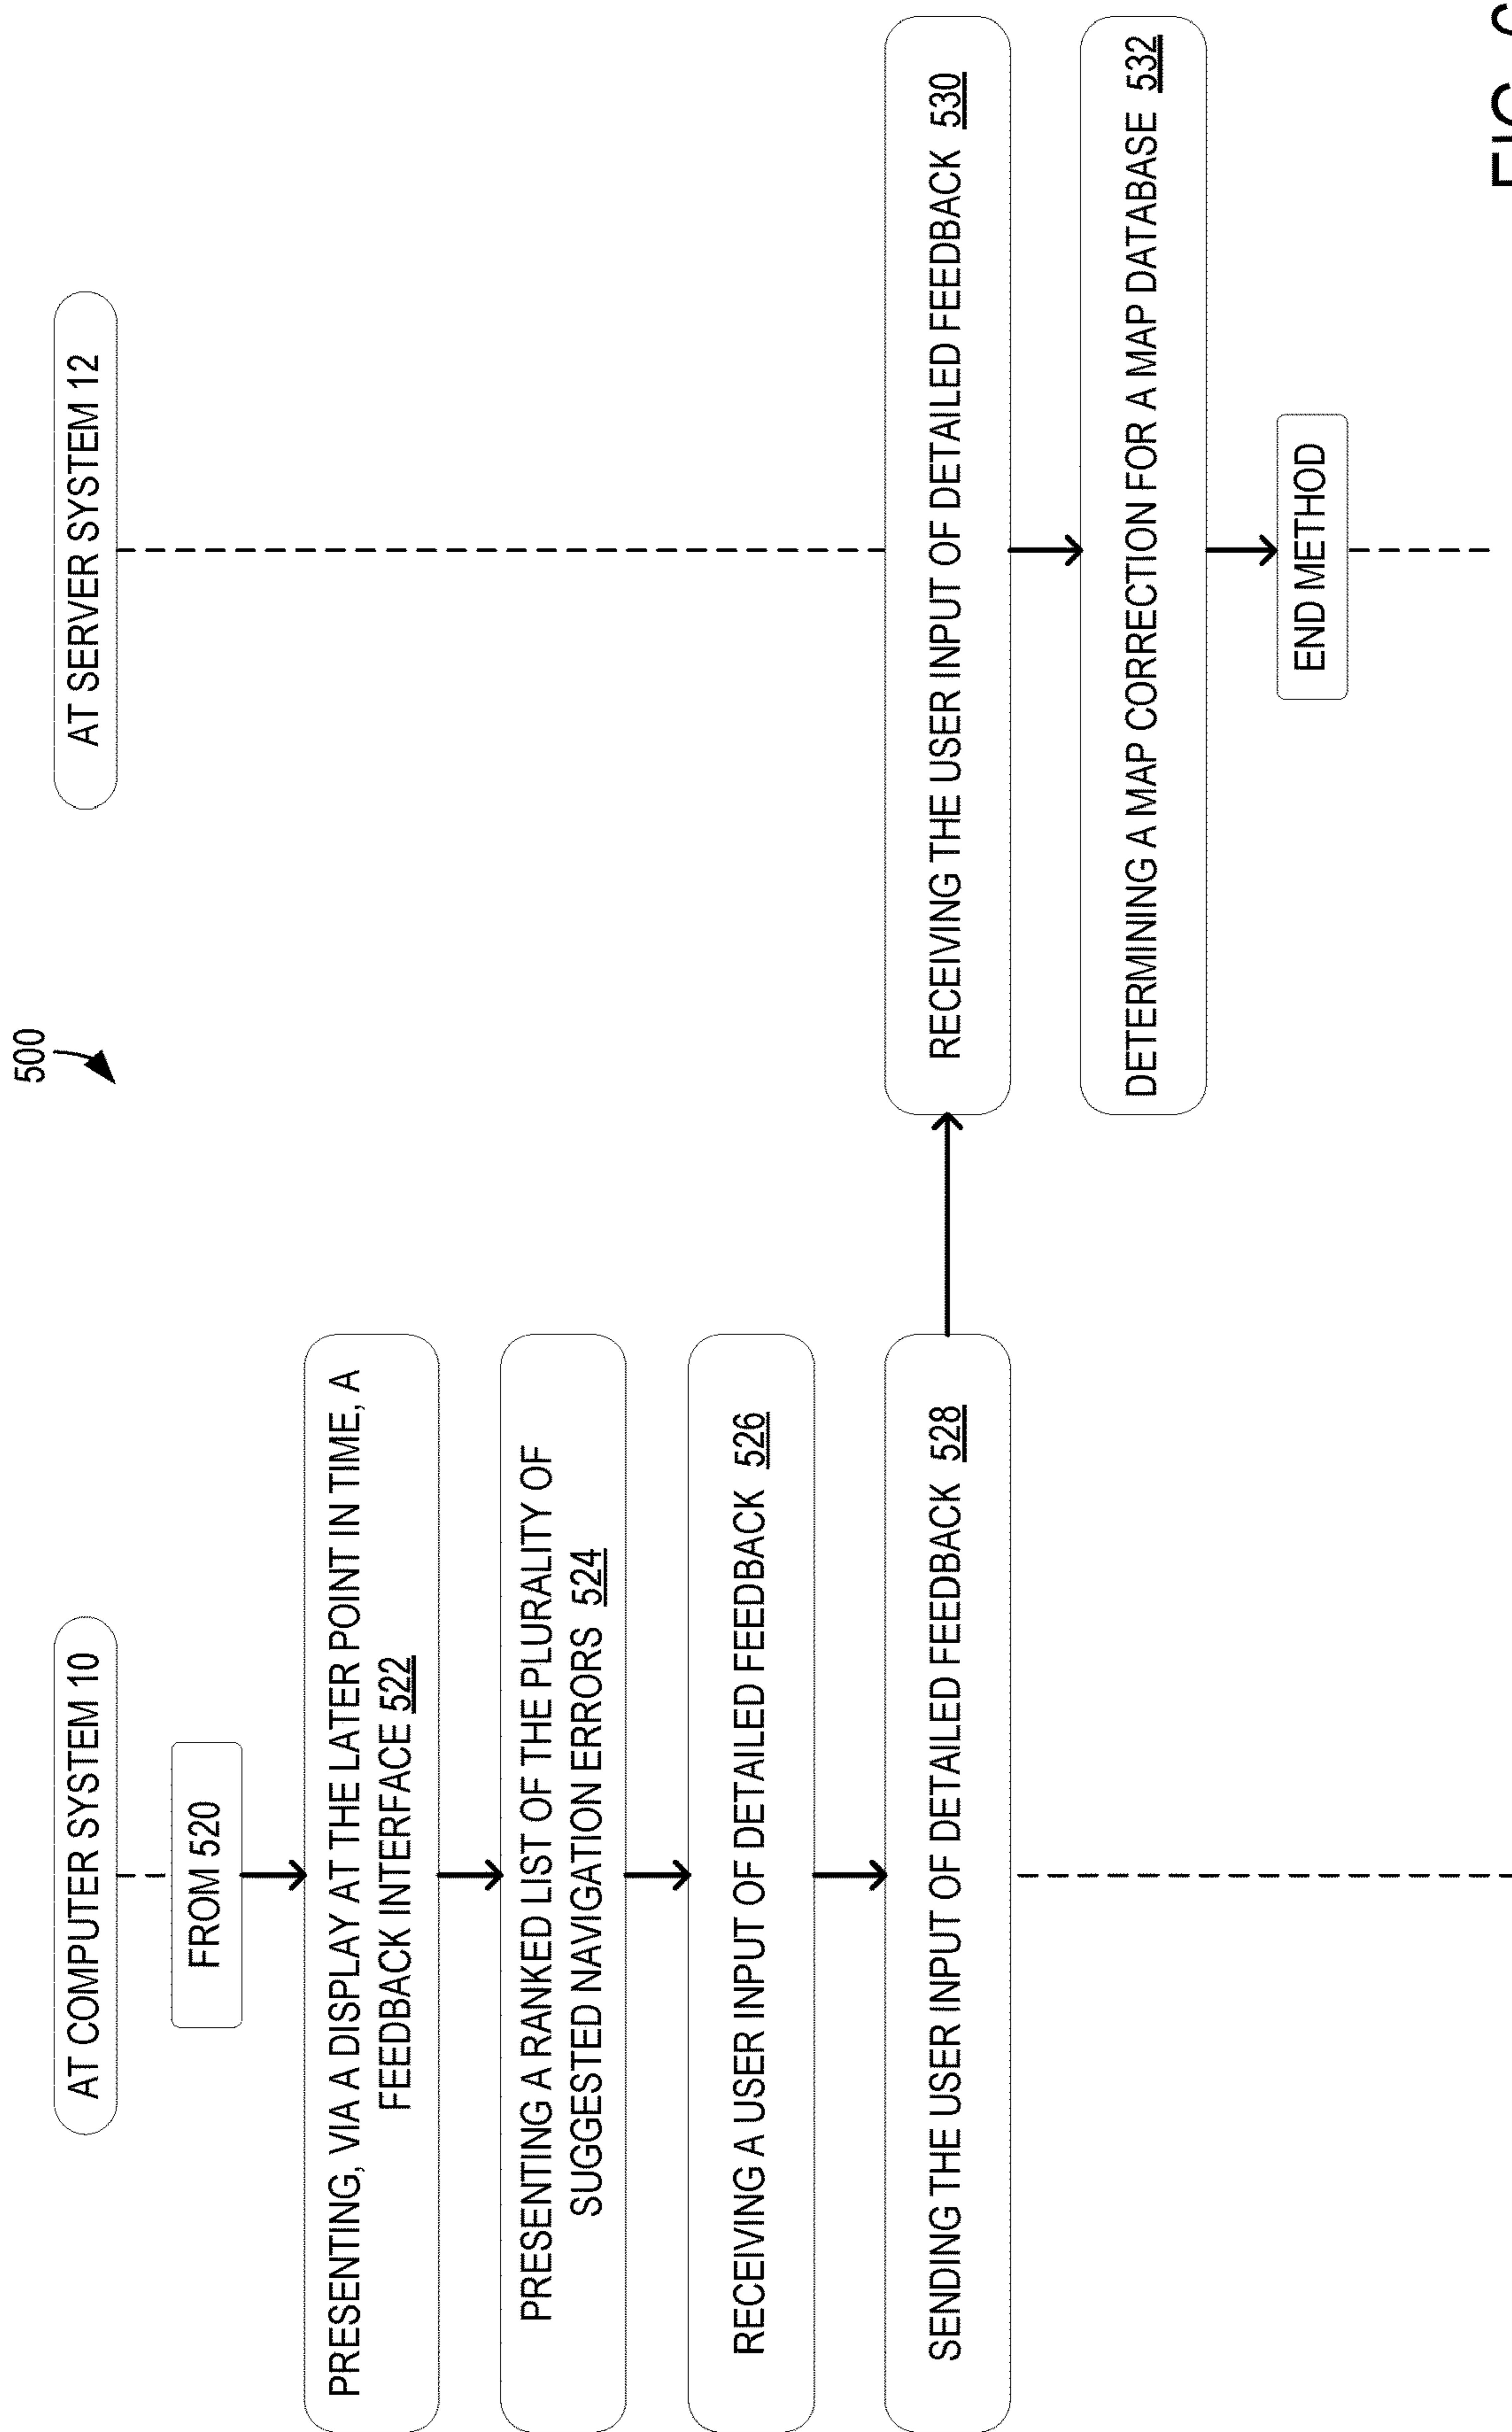 500
AT COMPUTER SYSTEM 10
AT SERVER SYSTEM 12
FROM 520
PRESENTING, VIA A DISPLAY AT THE LATER POINT IN TIME, A
FEEDBACK INTERFACE 522
PRESENTING A RANKED LIST OF THE PLURALITY OF
SUGGESTED NAVIGATION ERRORS 524
RECEIVING A USER INPUT OF DETAILED FEEDBACK 526
SENDING THE USER INPUT OF DETAILED FEEDBACK 528
RECEIVING THE USER INPUT OF DETAILED FEEDBACK 530
DETERMINING A MAP CORRECTION FOR A MAP DATABASE 532
END METHOD